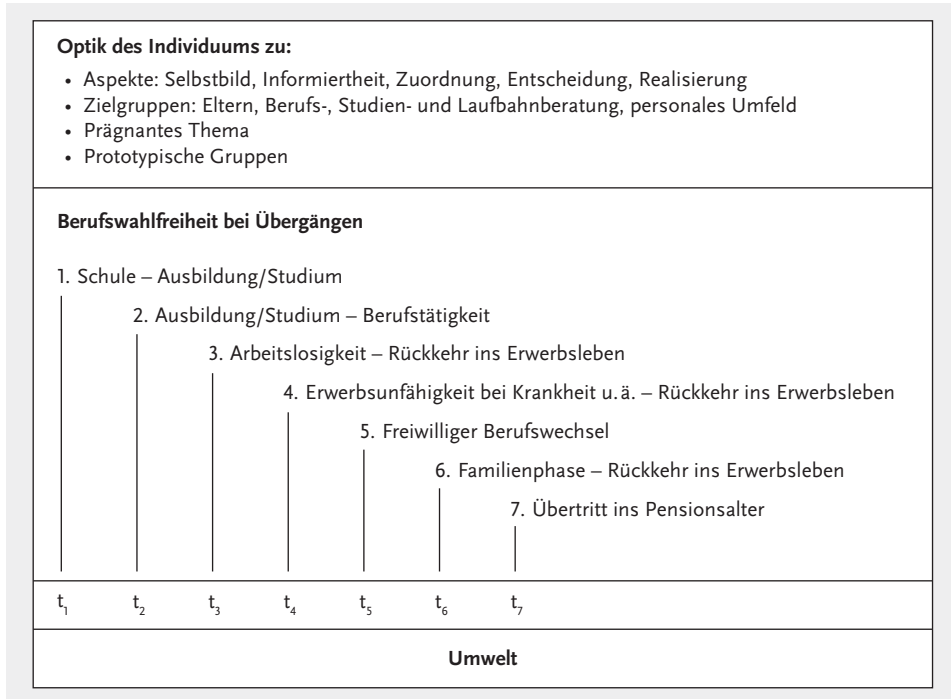 Optik des Individuums zu:
• Aspekte: Selbstbild, Informiertheit, Zuordnung, Entscheidung, Realisierung
• Zielgruppen: Eltern, Berufs-, Studien- und Laufbahnberatung, personales Umfeld
• Prägnantes Thema
• Prototypische Gruppen
Berufswahlfreiheit bei Übergängen
1. Schule – Ausbildung/Studium
2. Ausbildung/Studium – Berufstätigkeit
3. Arbeitslosigkeit – Rückkehr ins Erwerbsleben
4. Erwerbsunfähigkeit bei Krankheit u. ä. – Rückkehr ins Erwerbsleben
5. Freiwilliger Berufswechsel
6. Familienphase – Rückkehr ins Erwerbsleben
7. Übertritt ins Pensionsalter
t₁ t₂ t₃ t₄ t₅ t₆ t₇
Umwelt